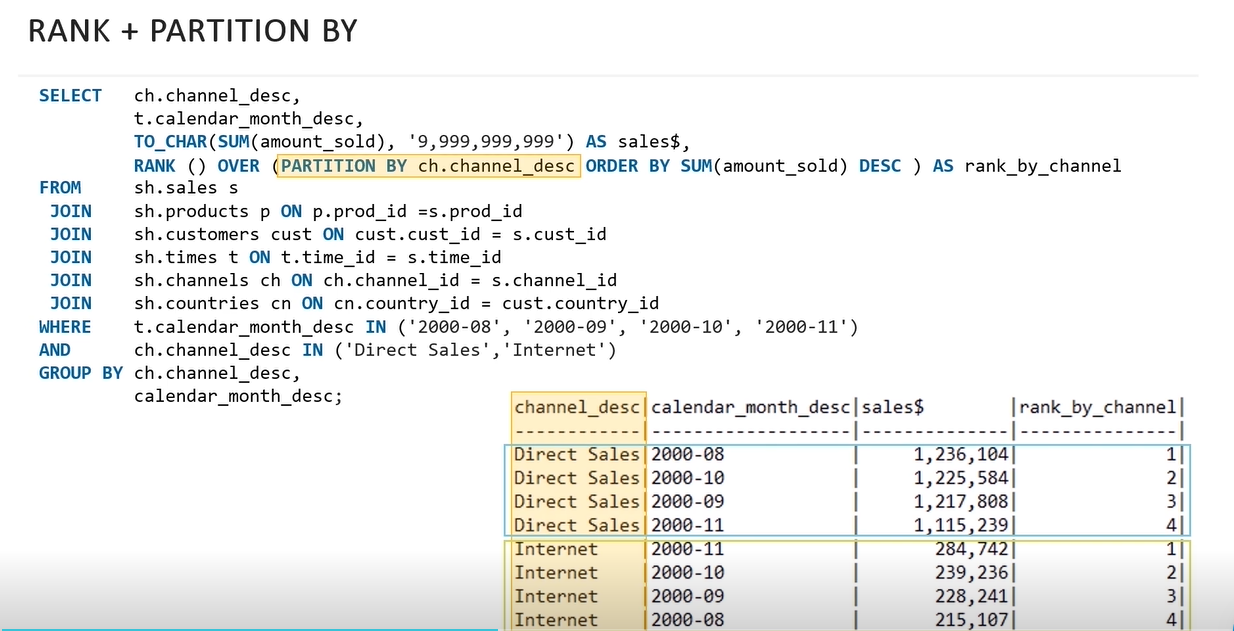 RANK + PARTITION BY
SELECT ch.channel_desc,
t.calendar_month_desc,
TO_CHAR(SUM(amount_sold), '9,999,999,999') AS sales$,
RANK () OVER (PARTITION BY ch.channel_desc ORDER BY SUM(amount_sold) DESC ) AS rank_by_channel
FROM sh.sales s
JOIN sh.products p ON p.prod_id =s.prod_id
JOIN sh.customers cust ON cust.cust_id = s.cust_id
JOIN sh.times t ON t.time_id = s.time_id
JOIN sh.channels ch ON ch.channel_id = s.channel_id
JOIN sh.countries cn ON cn.country_id = cust.country_id
WHERE t.calendar_month_desc IN ('2000-08', '2000-09', '2000-10', '2000-11')
AND ch.channel_desc IN ('Direct Sales','Internet')
GROUP BY ch.channel_desc,
calendar_month_desc;
channel_desc|calendar_month_desc|sales$ |rank_by_channel|
------------|-------------------|--------------|---------------|
Direct Sales|2000-08 | 1,236,104| 1|
Direct Sales|2000-10 | 1,225,584| 2|
Direct Sales|2000-09 | 1,217,808| 3|
Direct Sales|2000-11 | 1,115,239| 4|
Internet |2000-11 | 284,742| 1|
Internet |2000-10 | 239,236| 2|
Internet |2000-09 | 228,241| 3|
Internet |2000-08 | 215,107| 4|